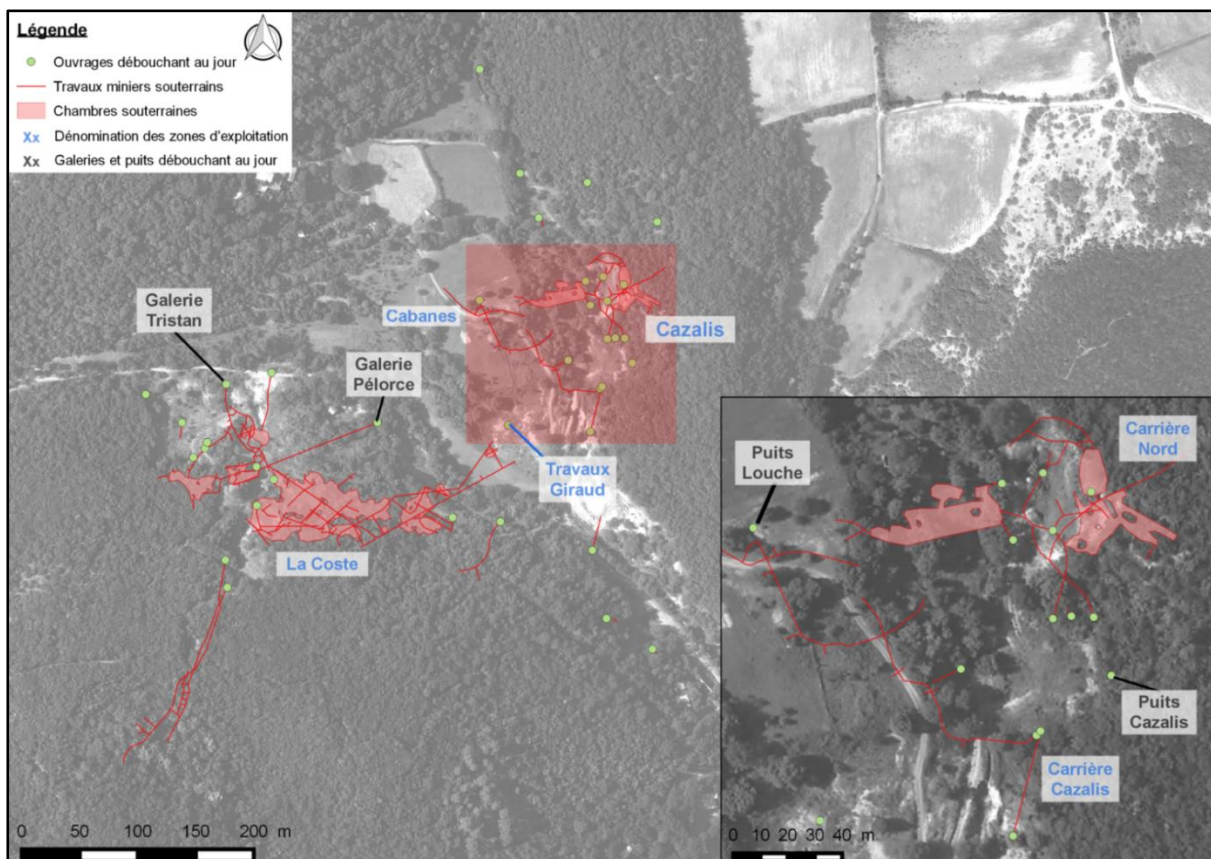 Légende
Ouvrages débouchant au jour
Travaux miniers souterrains
Chambres souterraines
Xx Dénomination des zones d'exploitation
Xx Galeries et puits débouchant au jour
Galerie
Tristan
Galerie
Pélorce
Cabanes
Cazalis
Travaux
Giraud
La Coste
Puits
Louche
Carrière
Nord
Puits
Cazalis
Carrière
Cazalis
0 50 100 150 200 m
0 10 20 30 40 m